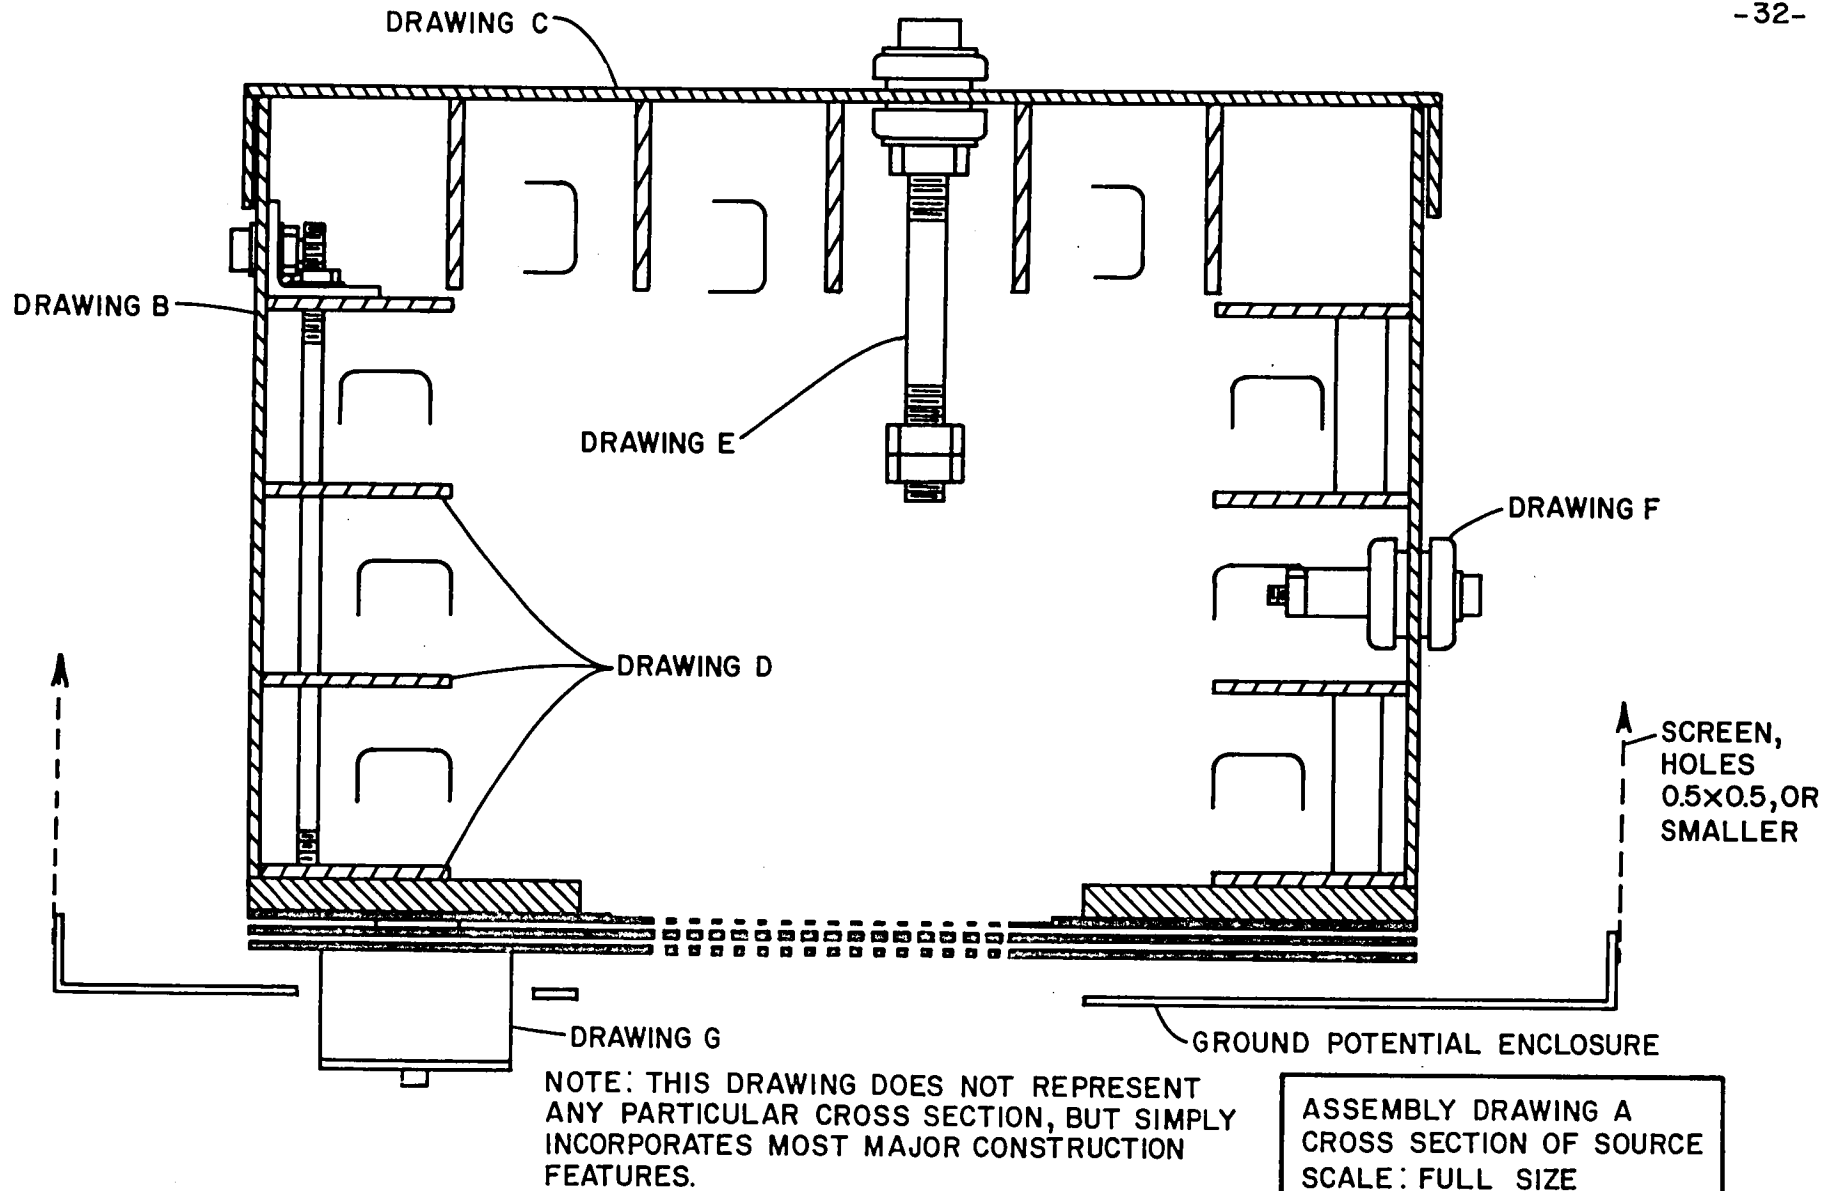 -32-
DRAWING C
DRAWING B
DRAWING E
DRAWING F
DRAWING D
SCREEN,
HOLES
0.5x0.5, OR
SMALLER
DRAWING G
GROUND POTENTIAL ENCLOSURE
NOTE: THIS DRAWING DOES NOT REPRESENT
ANY PARTICULAR CROSS SECTION, BUT SIMPLY
INCORPORATES MOST MAJOR CONSTRUCTION
FEATURES.
ASSEMBLY DRAWING A
CROSS SECTION OF SOURCE
SCALE: FULL SIZE